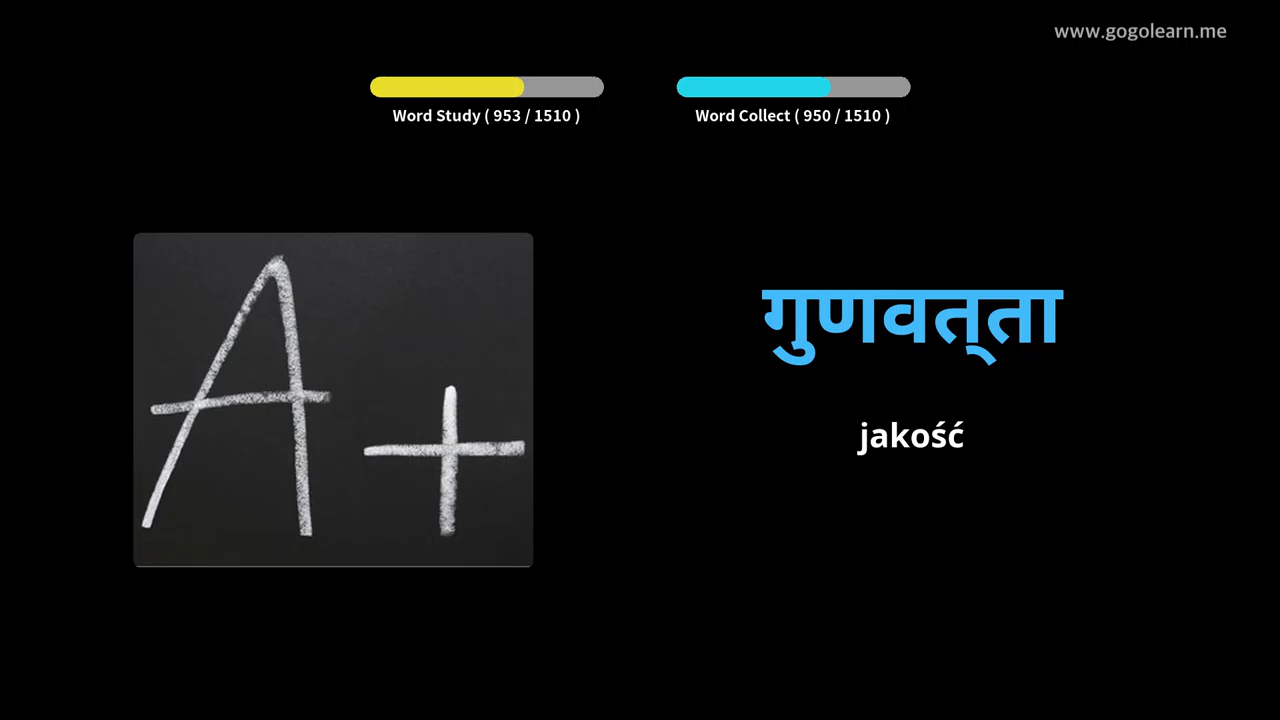 www.gogolearn.me
Word Study ( 953 / 1510 )
Word Collect ( 950 / 1510 )
A+
गुणवत्‌ता
jakość